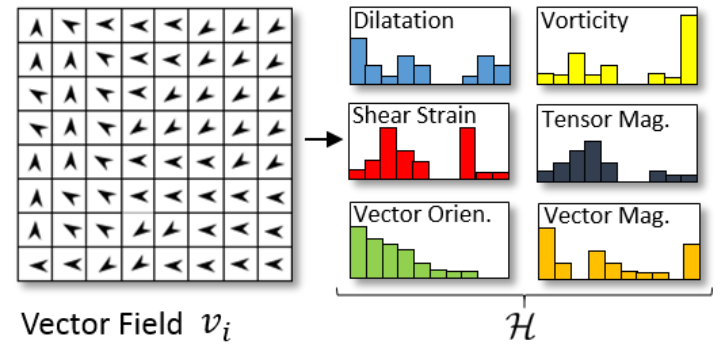 Dilatation
Vorticity
Shear Strain
Tensor Mag.
Vector Orien.
Vector Mag.
Vector Field v_i
ℋ